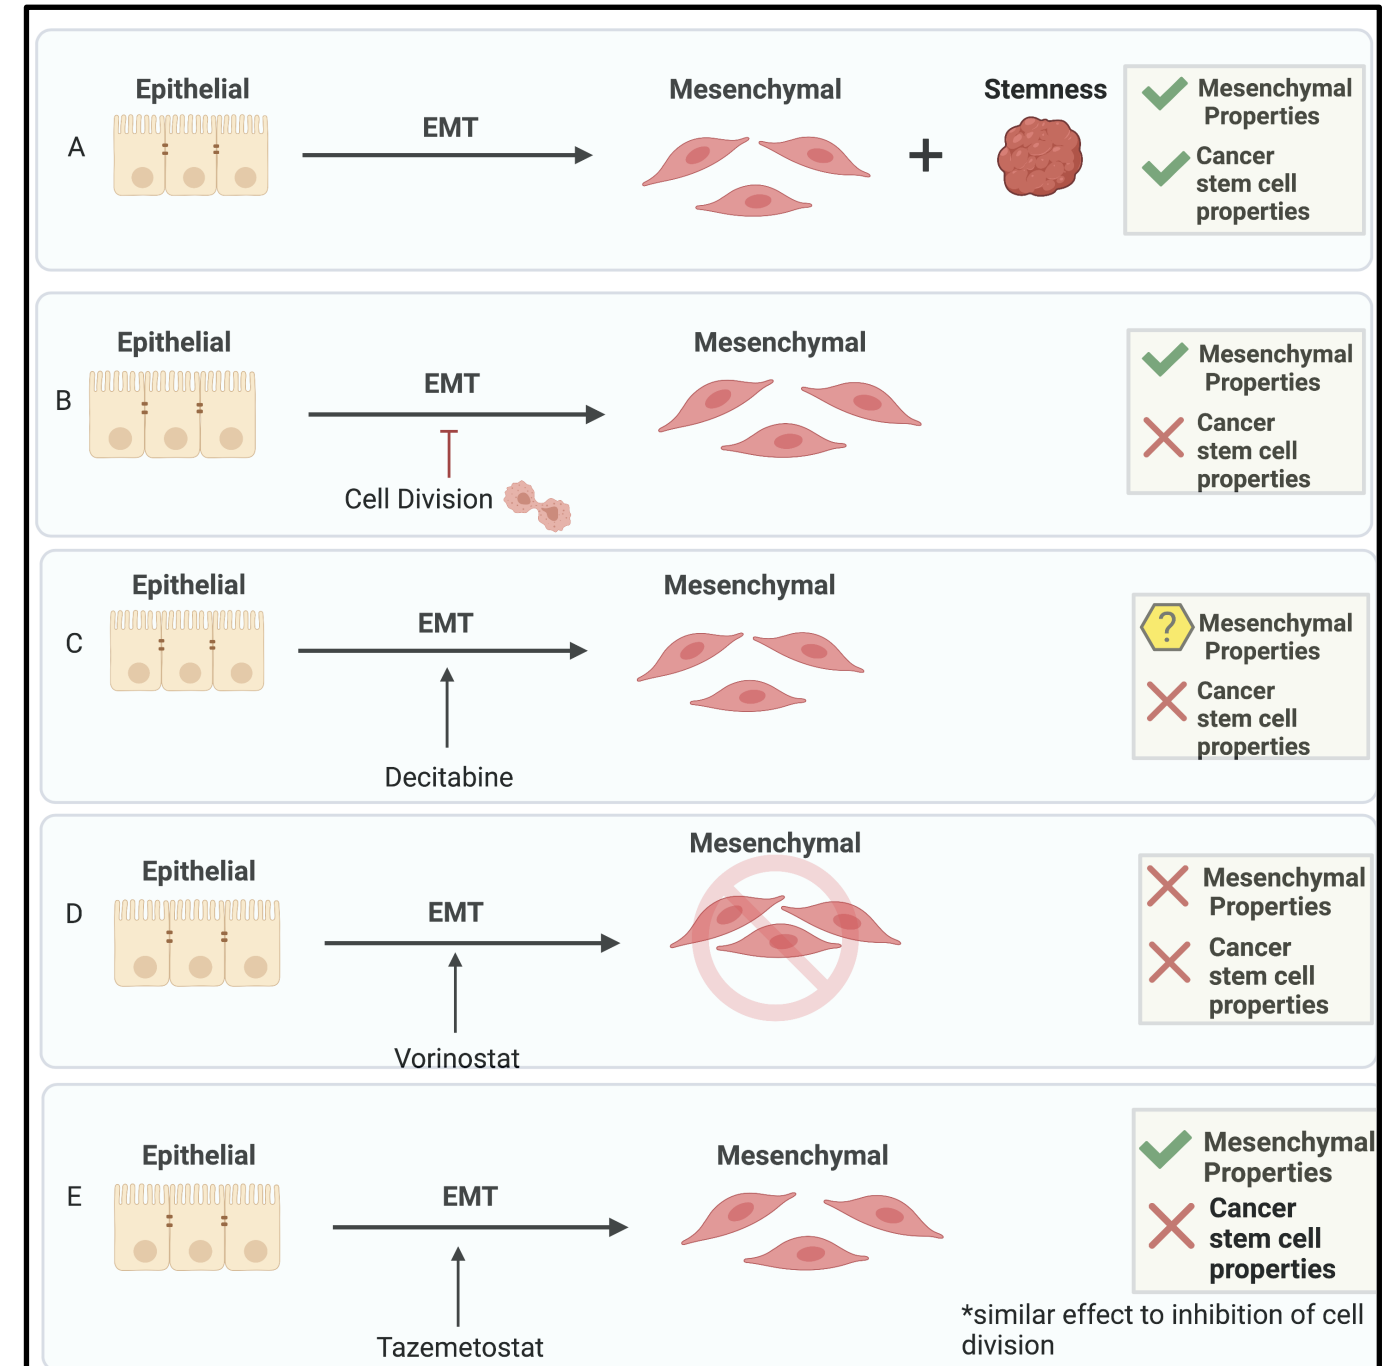 Epithelial
Mesenchymal
Stemness
A
EMT
+
Mesenchymal
Properties
Cancer
stem cell
properties
Epithelial
Mesenchymal
B
EMT
Cell Division
Mesenchymal
Properties
Cancer
stem cell
properties
Epithelial
Mesenchymal
C
EMT
Decitabine
?
Mesenchymal
Properties
Cancer
stem cell
properties
Epithelial
Mesenchymal
D
EMT
Vorinostat
Mesenchymal
Properties
Cancer
stem cell
properties
Epithelial
Mesenchymal
E
EMT
Tazemetostat
Mesenchymal
Properties
Cancer
stem cell
properties
*similar effect to inhibition of cell
division